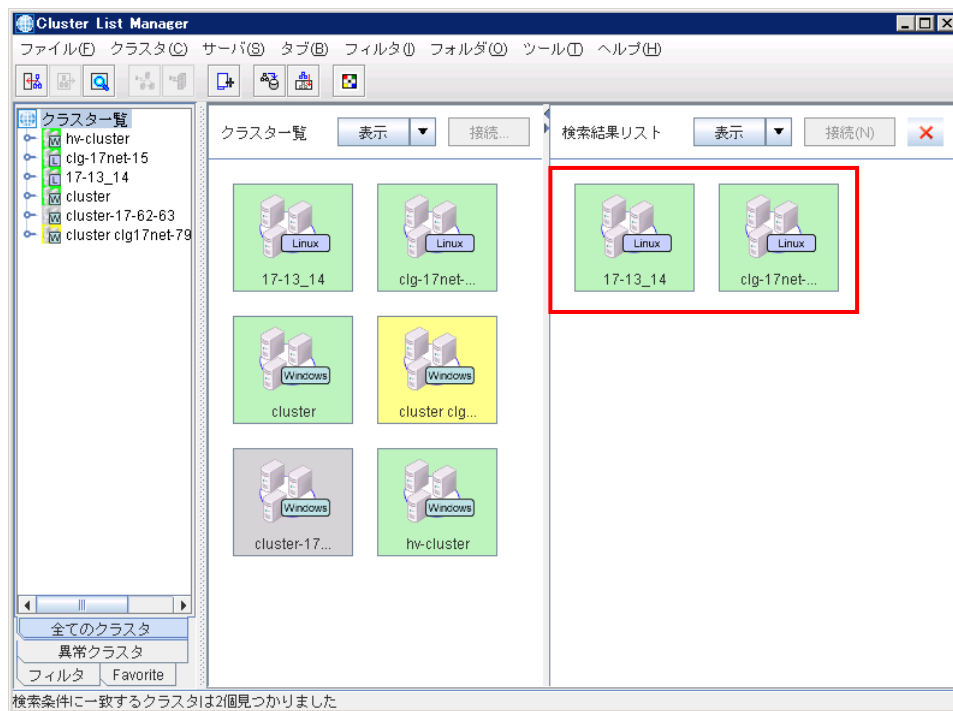 Cluster List Manager
ファイル(F) クラスタ(C) サーバ(S) タブ(B) フィルタ(I) フォルダ(O) ツール(T) ヘルプ(H)
クラスタ一覧
hv-cluster
clg-17net-15
17-13_14
cluster
cluster-17-62-63
cluster clg17net-79
全てのクラスタ
異常クラスタ
フィルタ Favorite
クラスタ一覧 表示 接続...
Linux Linux
17-13_14 clg-17net-...
Windows Windows
cluster cluster clg...
Windows Windows
cluster-17... hv-cluster
検索結果リスト 表示 接続(N)
Linux Linux
17-13_14 clg-17net-...
検索条件に一致するクラスタは2個見つかりました